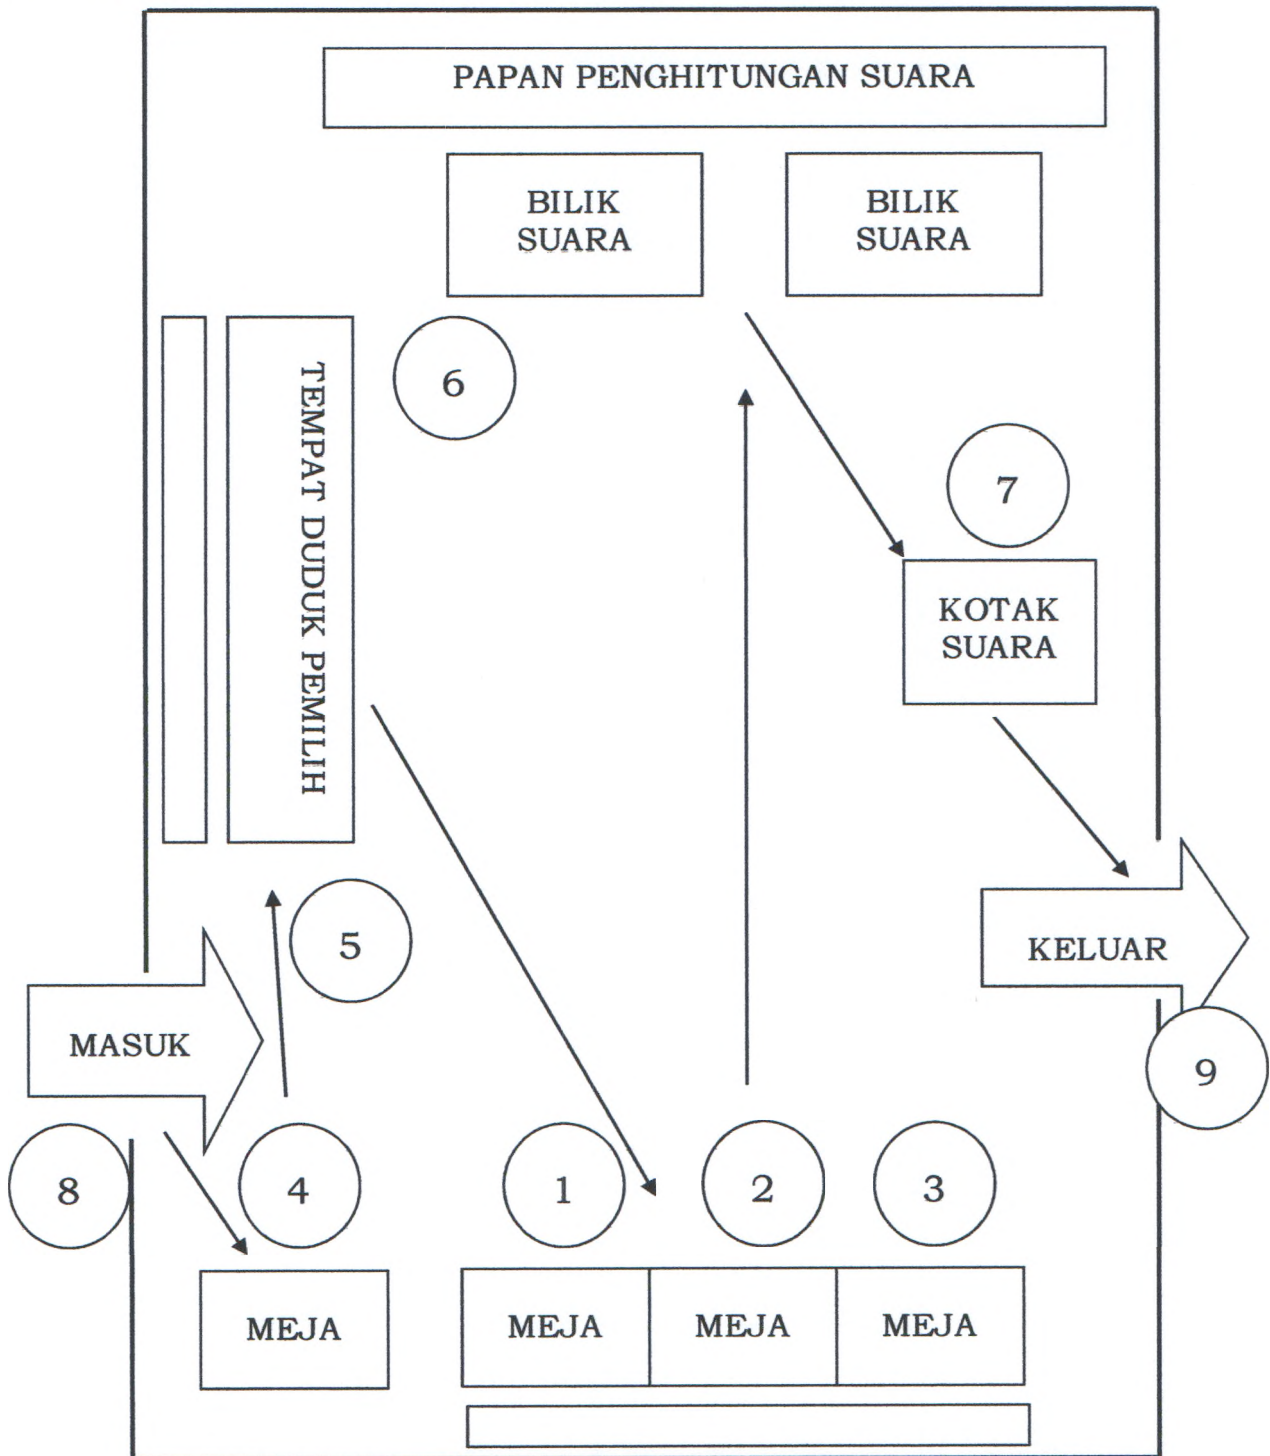 PAPAN PENGHITUNGAN SUARA
BILIK
SUARA
BILIK
SUARA
TEMPAT DUDUK PEMILIH
6
7
KOTAK
SUARA
5
KELUAR
MASUK
9
8
4
1
2
3
MEJA
MEJA
MEJA
MEJA